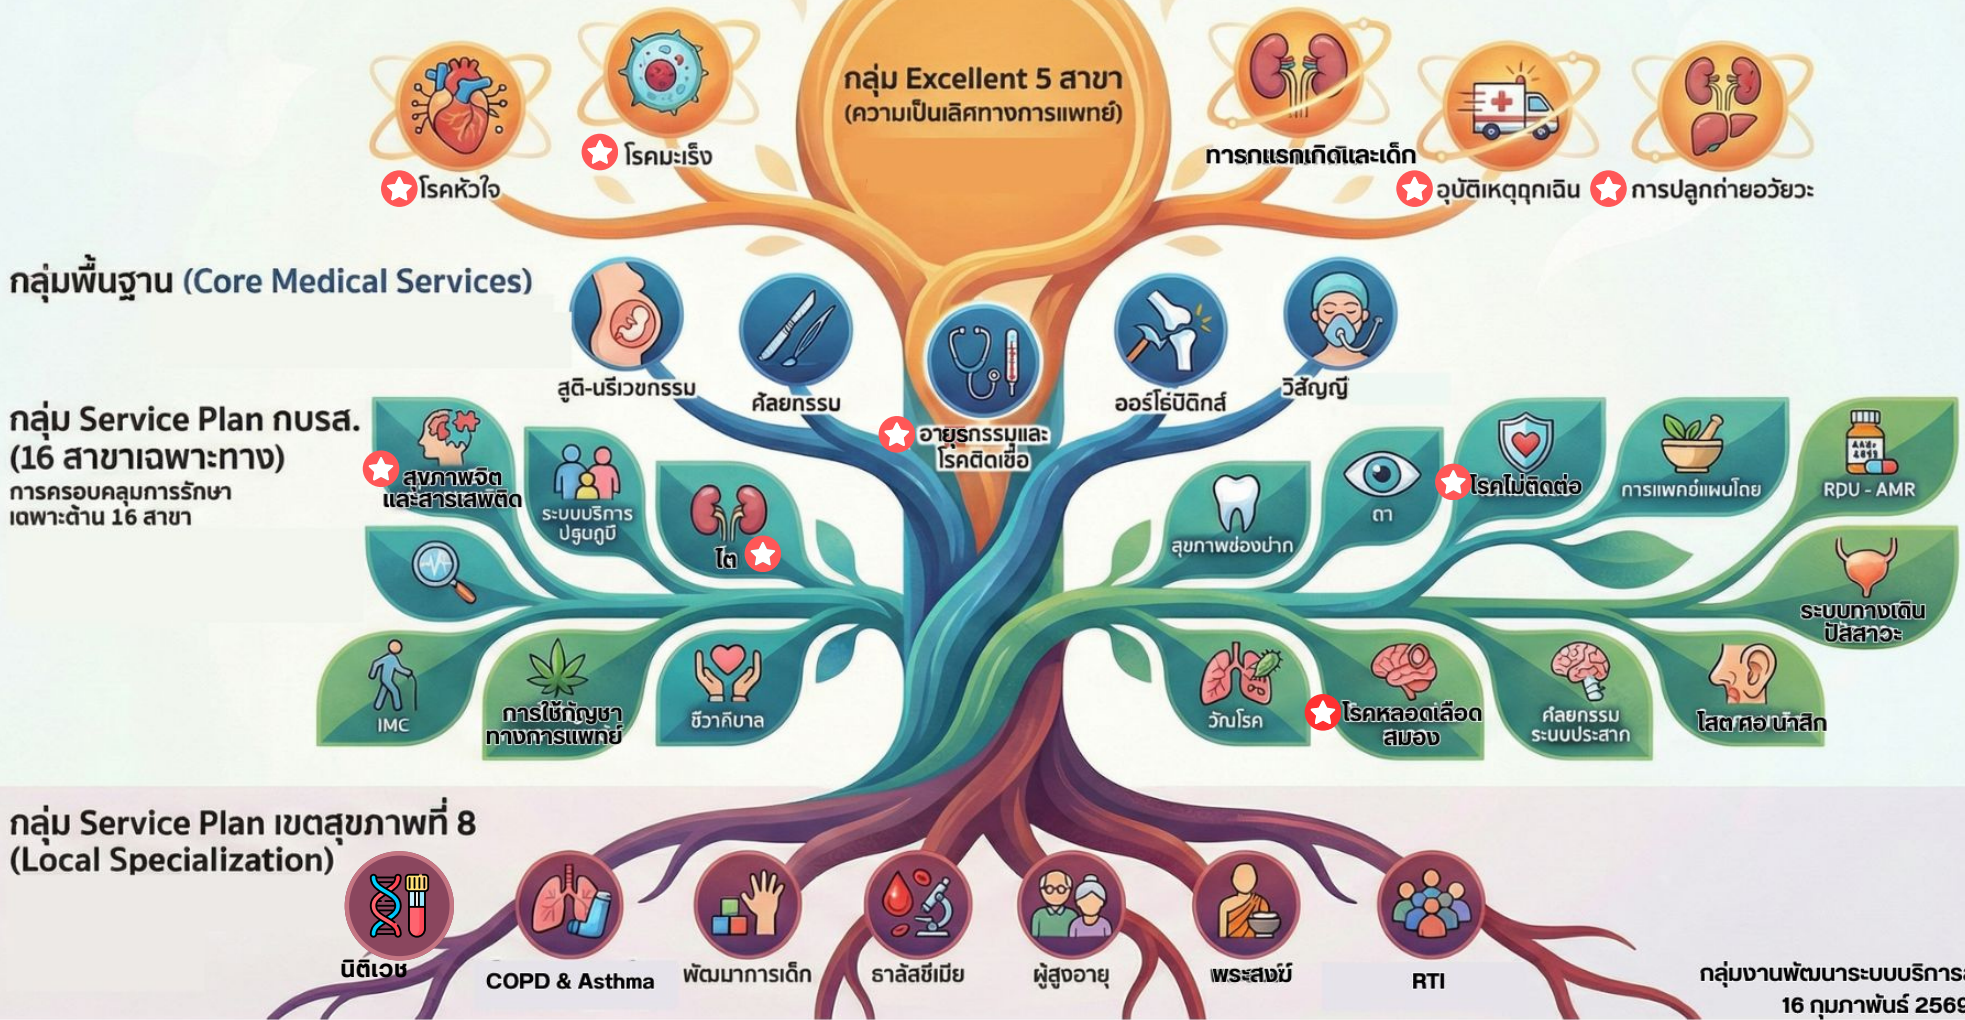 กลุ่ม Excellent 5 สาขา
(ความเป็นเลิศทางการแพทย์)
โรคหัวใจ
โรคมะเร็ง
ทารกแรกเกิดและเด็ก
อุบัติเหตุฉุกเฉิน
การปลูกถ่ายอวัยวะ
กลุ่มพื้นฐาน (Core Medical Services)
สูติ-นรีเวชกรรม
ศัลยกรรม
อายุรกรรมและ
โรคติดเชื้อ
ออร์โธปิดิกส์
วิสัญญี
กลุ่ม Service Plan กบรส.
(16 สาขาเฉพาะทาง)
การครอบคลุมการรักษา
เฉพาะด้าน 16 สาขา
สุขภาพจิต
และสารเสพติด
ระบบบริการ
ปฐมภูมิ
ไต
สุขภาพช่องปาก
ตา
โรคไม่ติดต่อ
การแพทย์แผนไทย
RDU - AMR
ระบบทางเดิน
ปัสสาวะ
IMC
การใช้กัญชา
ทางการแพทย์
ชีวาภิบาล
วัณโรค
โรคหลอดเลือด
สมอง
ศัลยกรรม
ระบบประสาท
โสต ศอ นาสิก
กลุ่ม Service Plan เขตสุขภาพที่ 8
(Local Specialization)
นิติเวช
COPD & Asthma
พัฒนาการเด็ก
ธาลัสซีเมีย
ผู้สูงอายุ
พระสงฆ์
RTI
กลุ่มงานพัฒนาระบบบริการส
16 กุมภาพันธ์ 2569